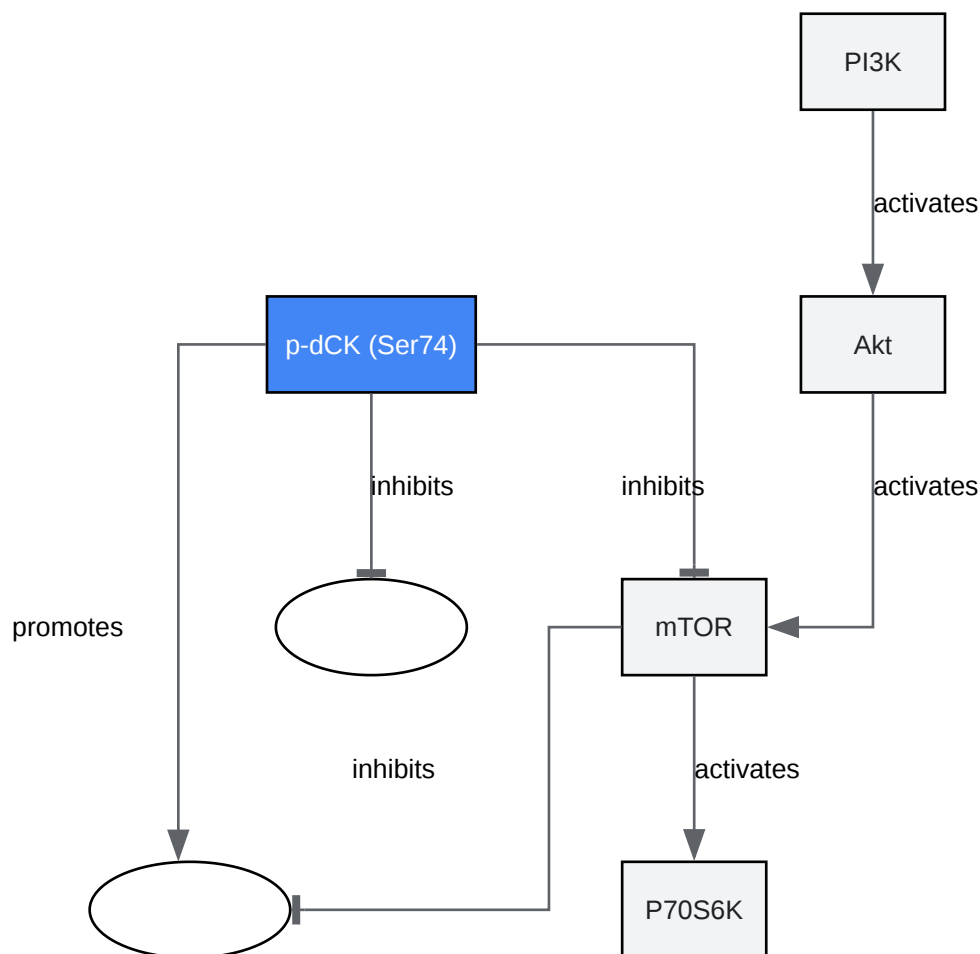 PI3K
activates
p-dCK (Ser74)
Akt
inhibits
inhibits
activates
promotes
mTOR
inhibits
activates
P70S6K